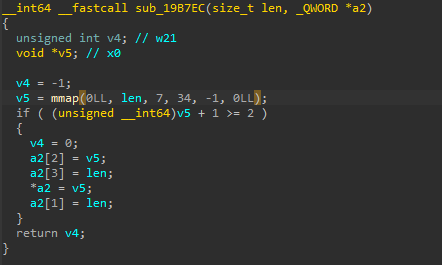 __int64 __fastcall sub_19B7EC(size_t len, _QWORD *a2)
{
  unsigned int v4; // w21
  void *v5; // x0

  v4 = -1;
  v5 = mmap(0LL, len, 7, 34, -1, 0LL);
  if ( (unsigned __int64)v5 + 1 >= 2 )
  {
    v4 = 0;
    a2[2] = v5;
    a2[3] = len;
    *a2 = v5;
    a2[1] = len;
  }
  return v4;
}